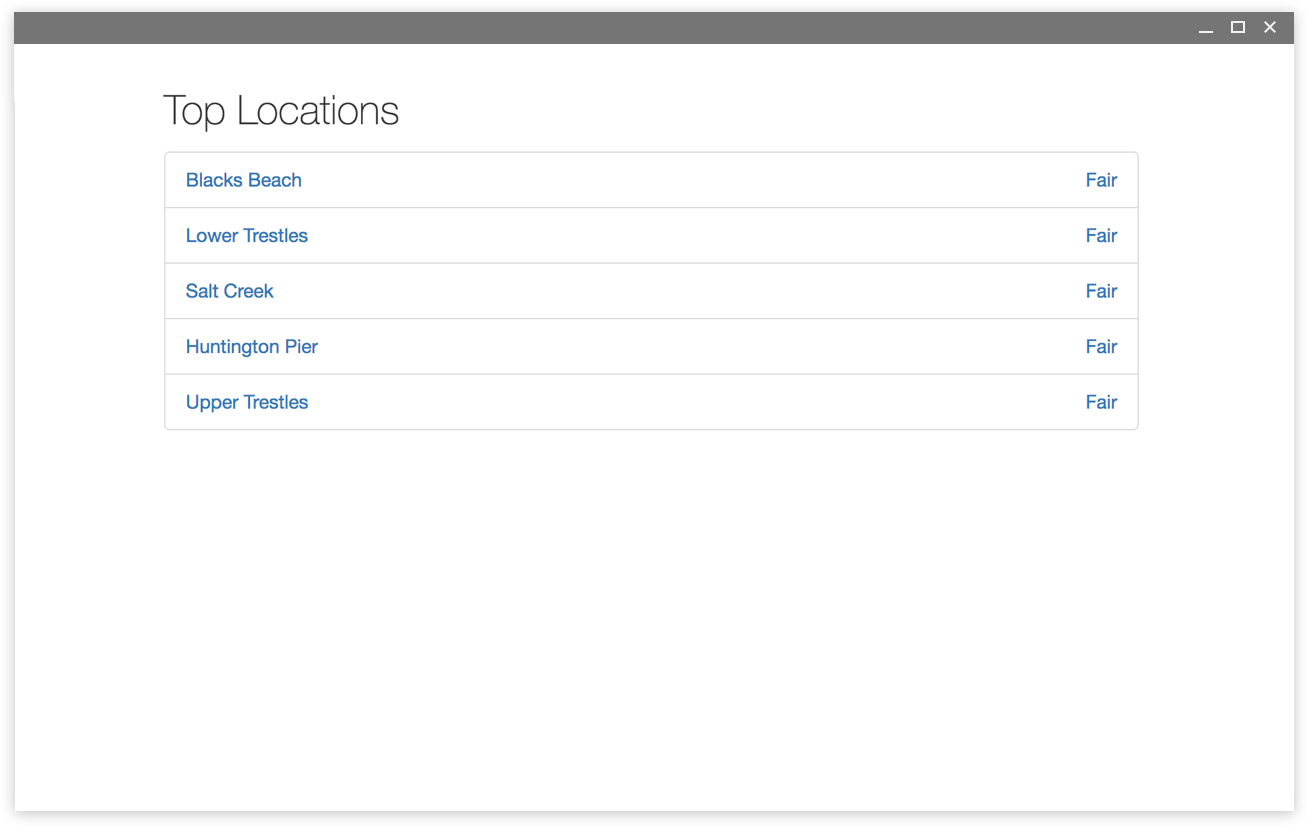 Top Locations
Blacks Beach Fair
Lower Trestles Fair
Salt Creek Fair
Huntington Pier Fair
Upper Trestles Fair